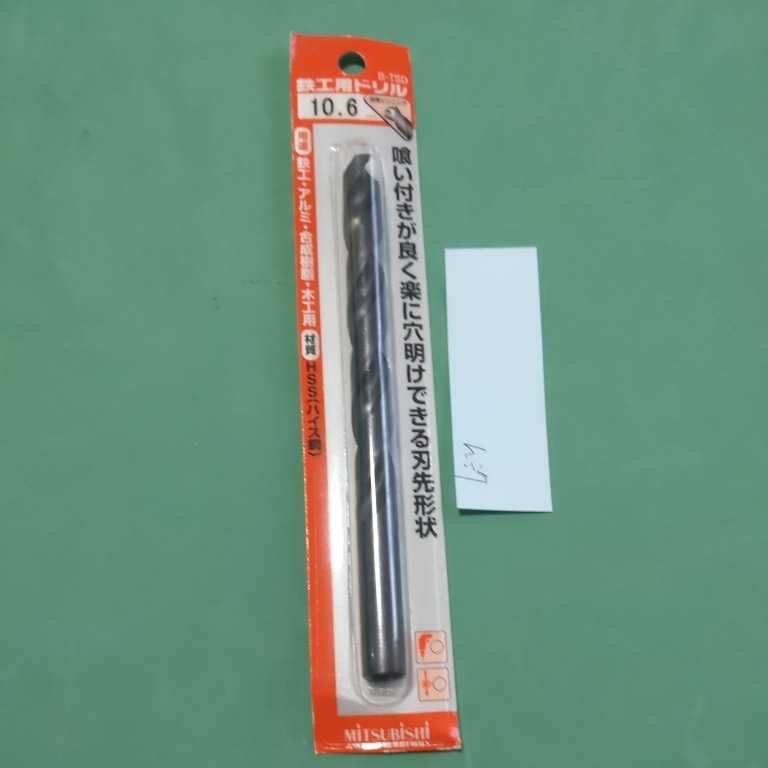 B-TSD
鉄工用ドリル
10.6
用途
鉄工・アルミ・合成樹脂・木工用
材質
HSS(ハイス鋼)
喰い付きが良く楽に穴明けできる刃先形状
MITSUBISHI